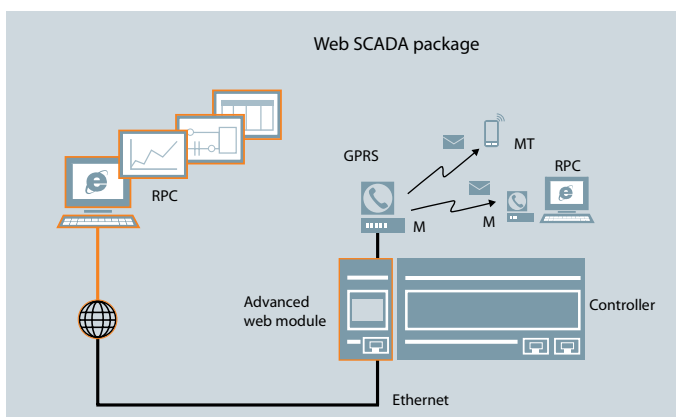 Web SCADA package
GPRS
MT
RPC
RPC
M
M
Advanced
web module
Controller
Ethernet